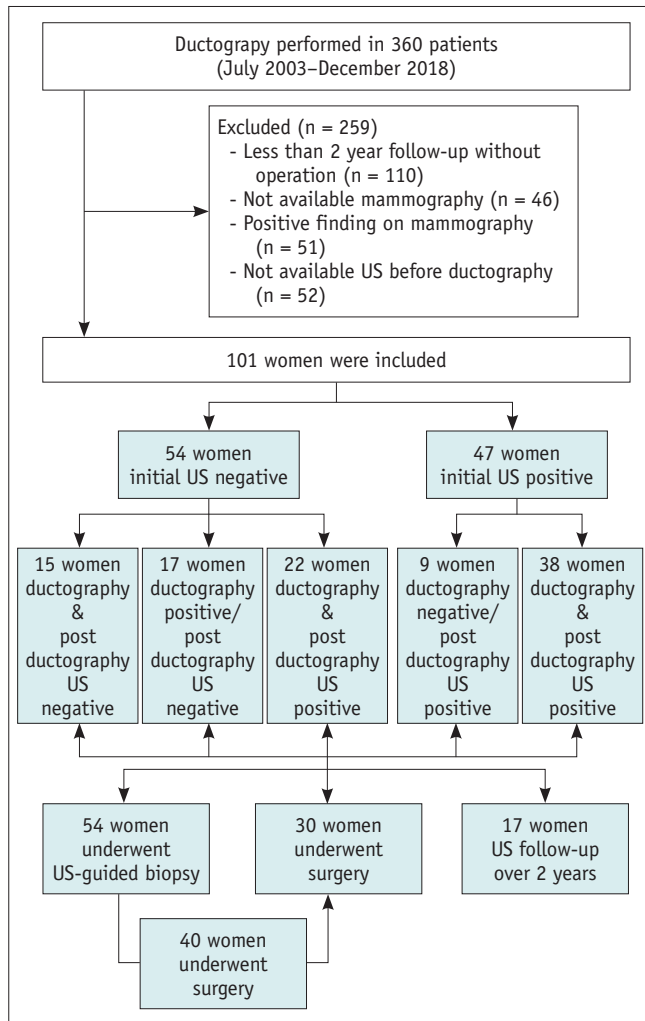 Ductograpy performed in 360 patients
(July 2003–December 2018)
Excluded (n = 259)
- Less than 2 year follow-up without
operation (n = 110)
- Not available mammography (n = 46)
- Positive finding on mammography
(n = 51)
- Not available US before ductography
(n = 52)
101 women were included
54 women
initial US negative
47 women
initial US positive
15 women
ductography
&
post
ductography
US
negative
17 women
ductography
positive/
post
ductography
US
negative
22 women
ductography
&
post
ductography
US
positive
9 women
ductography
negative/
post
ductography
US
positive
38 women
ductography
&
post
ductography
US
positive
54 women
underwent
US-guided biopsy
30 women
underwent
surgery
17 women
US follow-up
over 2 years
40 women
underwent
surgery